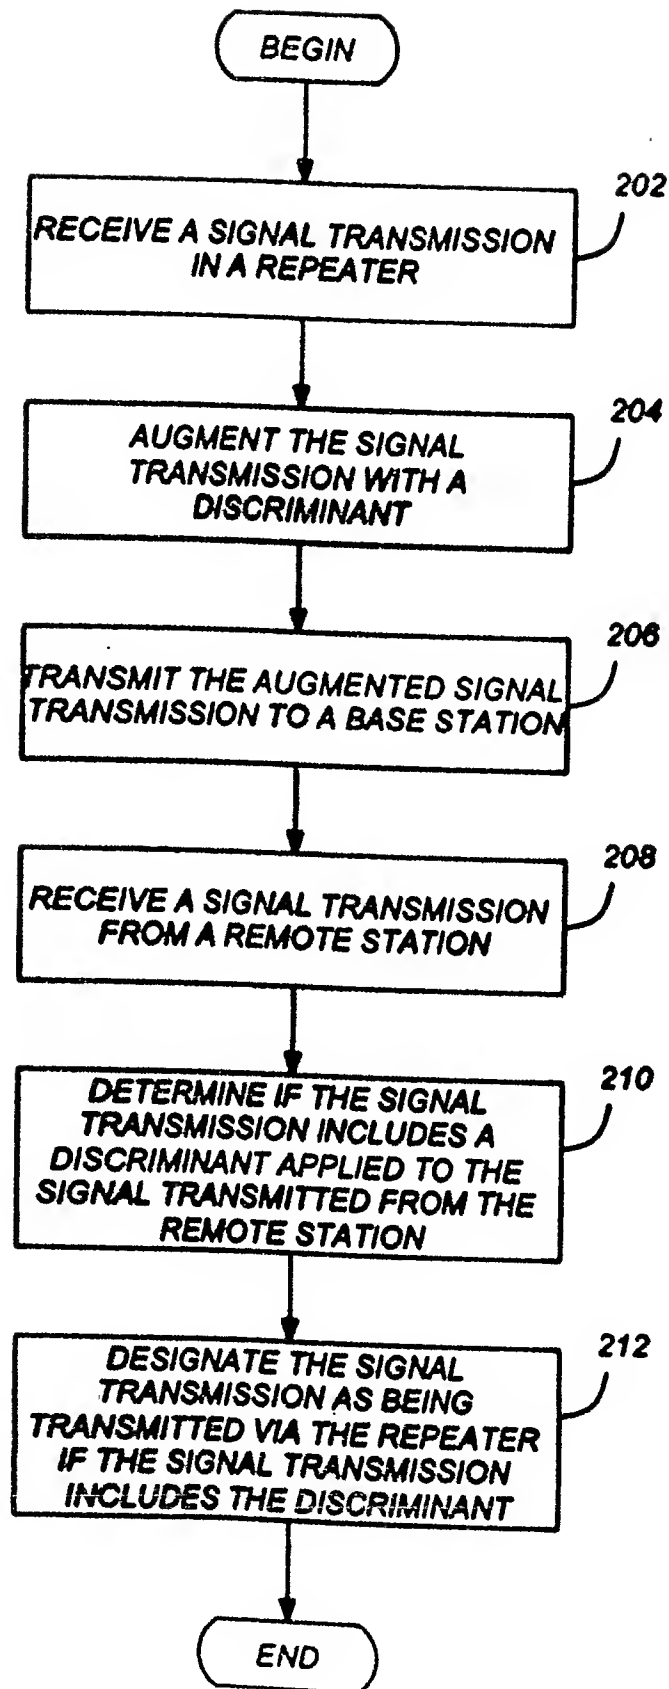 BEGIN
202
RECEIVE A SIGNAL TRANSMISSION
IN A REPEATER
204
AUGMENT THE SIGNAL
TRANSMISSION WITH A
DISCRIMINANT
206
TRANSMIT THE AUGMENTED SIGNAL
TRANSMISSION TO A BASE STATION
208
RECEIVE A SIGNAL TRANSMISSION
FROM A REMOTE STATION
210
DETERMINE IF THE SIGNAL
TRANSMISSION INCLUDES A
DISCRIMINANT APPLIED TO THE
SIGNAL TRANSMITTED FROM THE
REMOTE STATION
212
DESIGNATE THE SIGNAL
TRANSMISSION AS BEING
TRANSMITTED VIA THE REPEATER
IF THE SIGNAL TRANSMISSION
INCLUDES THE DISCRIMINANT
END